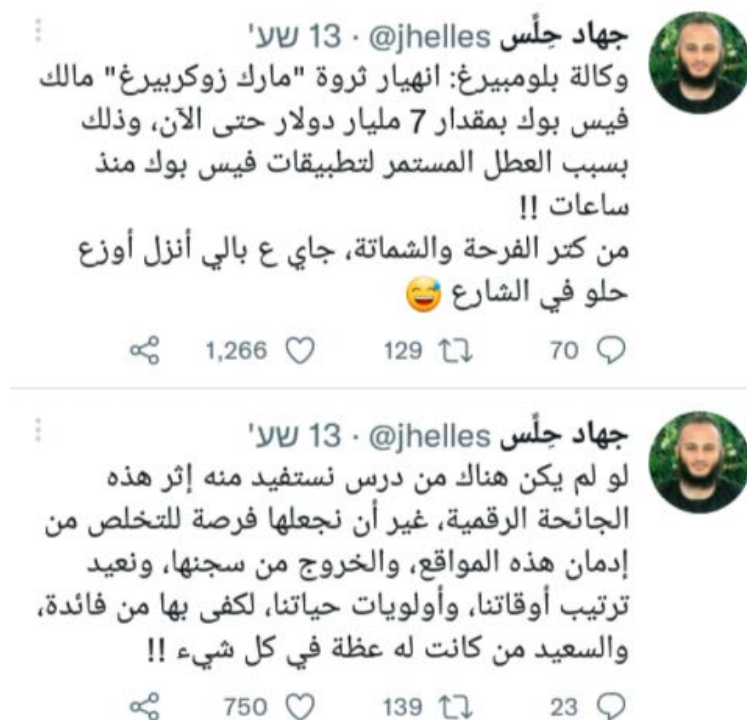 جهاد حِلِّس @jhelles · 13 שע'
وكالة بلومبيرغ: انهيار ثروة "مارك زوكربيرغ" مالك
فيس بوك بمقدار 7 مليار دولار حتى الآن، وذلك
بسبب العطل المستمر لتطبيقات فيس بوك منذ
ساعات !!
من كتر الفرحة والشماتة، جاي ع بالي أنزل أوزع
حلو في الشارع 😅
70 129 1,266
جهاد حِلِّس @jhelles · 13 שע'
لو لم يكن هناك من درس نستفيد منه إثر هذه
الجائحة الرقمية، غير أن نجعلها فرصة للتخلص من
إدمان هذه المواقع، والخروج من سجنها، ونعيد
ترتيب أوقاتنا، وأولويات حياتنا، لكفى بها من فائدة،
والسعيد من كانت له عظة في كل شيء !!
23 139 750